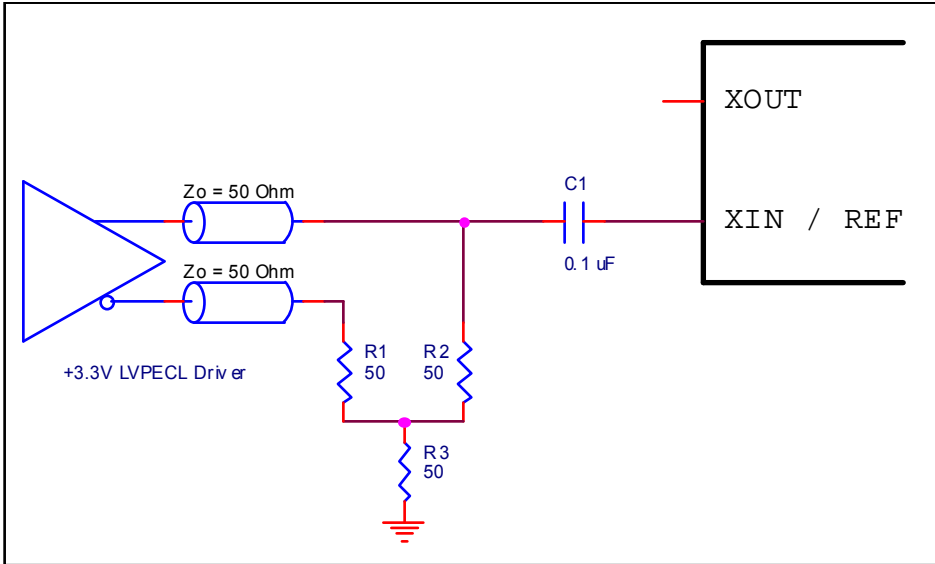 XOUT
Zo = 50 Ohm
C1
XIN / REF
0.1 uF
Zo = 50 Ohm
R1
50
R2
50
+3.3V LVPECL Driver
R3
50